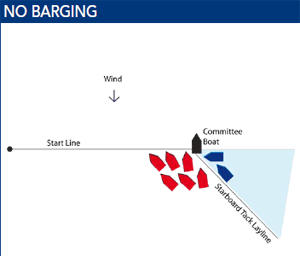 NO BARGING
Wind
Committee
Boat
Start Line
Starboard Tack Layline